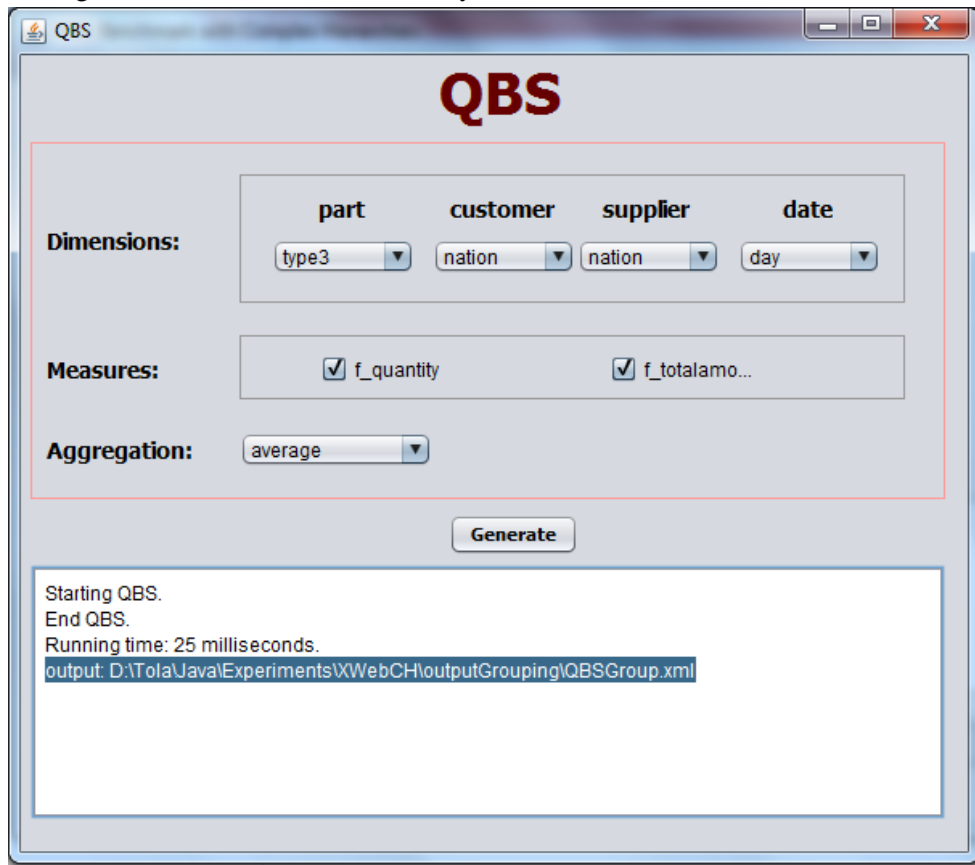 QBS
QBS
part customer supplier date
Dimensions:
type3 nation nation day
Measures:
f_quantity f_totalamo...
Aggregation:
average
Generate
Starting QBS.
End QBS.
Running time: 25 milliseconds.
output: D:\Tola\Java\Experiments\XWebCH\outputGrouping\QBSGroup.xml